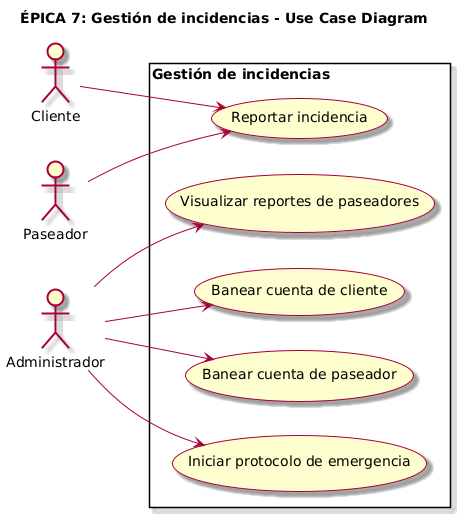 ÉPICA 7: Gestión de incidencias - Use Case Diagram
Gestión de incidencias
Cliente
Reportar incidencia
Paseador
Visualizar reportes de paseadores
Banear cuenta de cliente
Administrador
Banear cuenta de paseador
Iniciar protocolo de emergencia